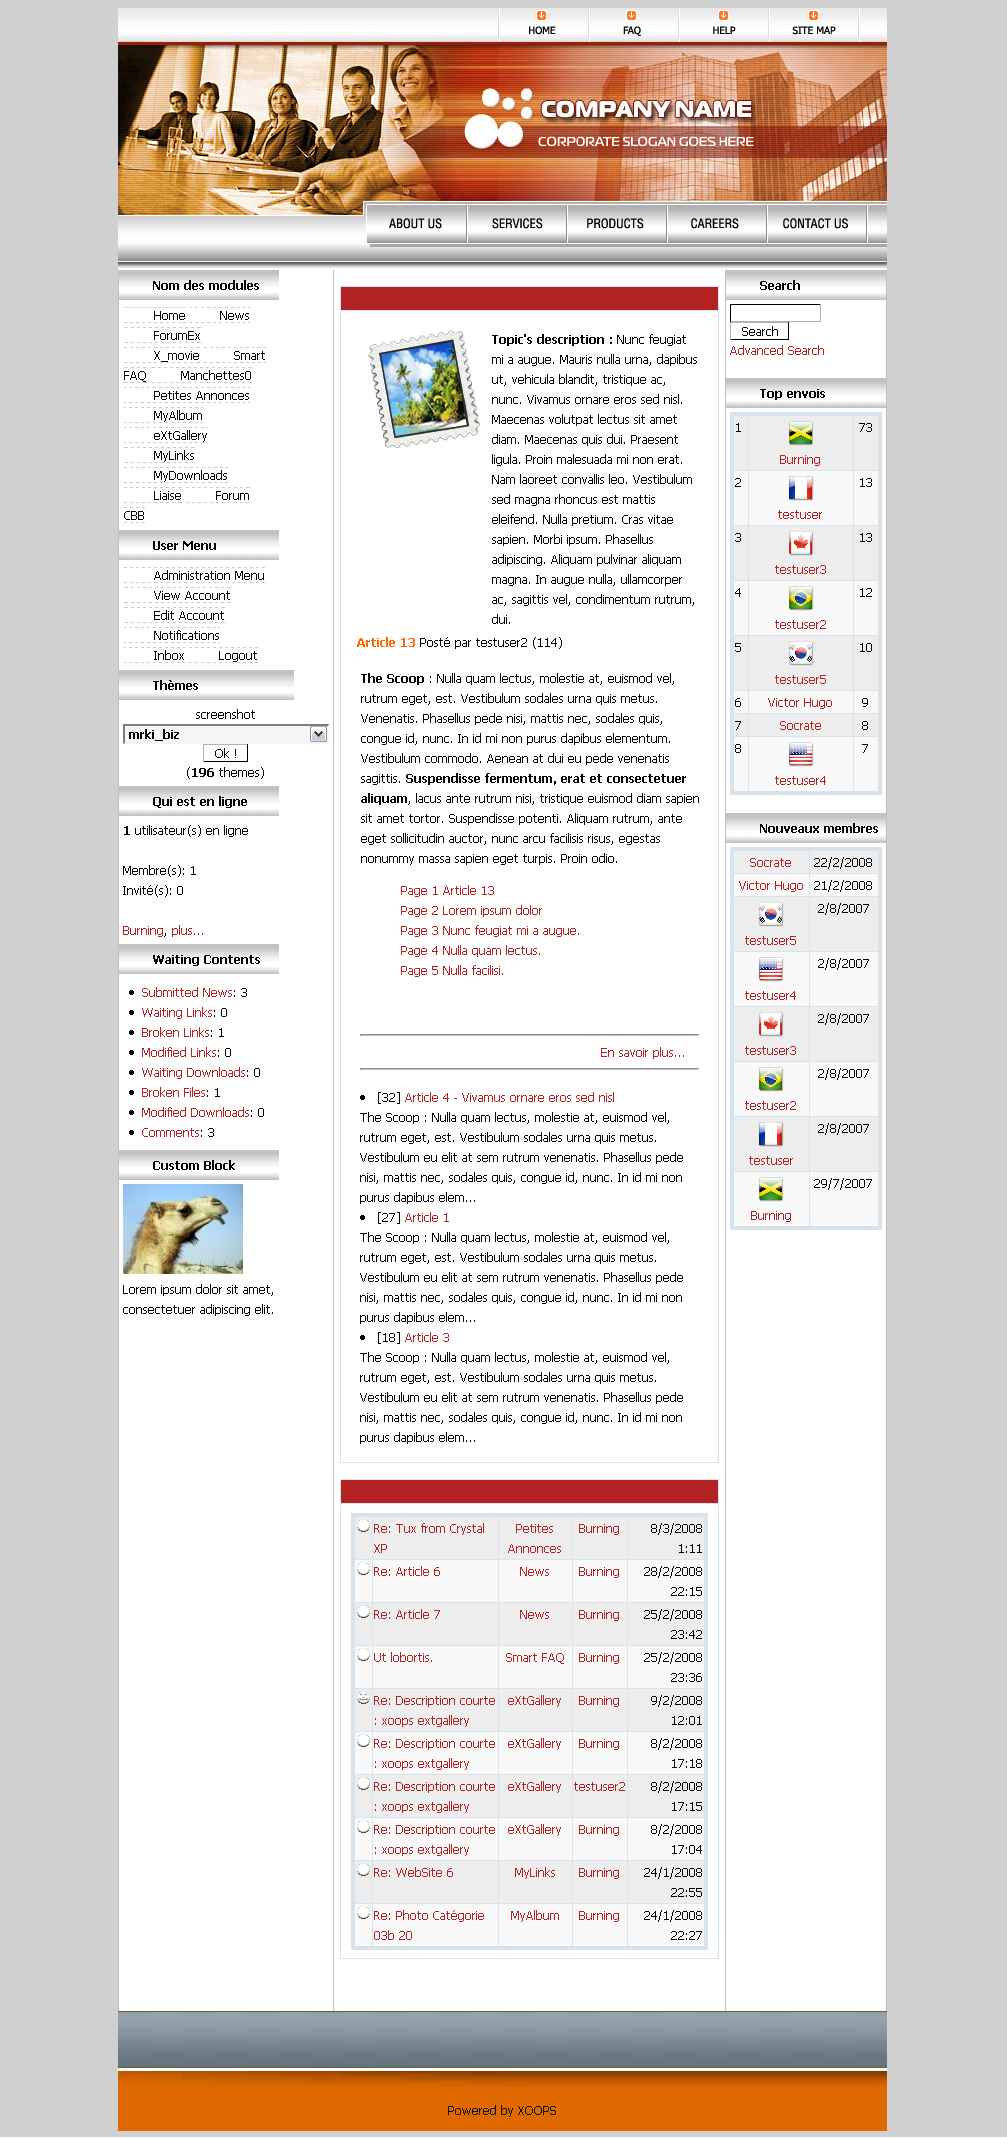 HOME FAQ HELP SITE MAP
COMPANY NAME
CORPORATE SLOGAN GOES HERE
ABOUT US SERVICES PRODUCTS CAREERS CONTACT US
Nom des modules
Home News
ForumEx
X_movie Smart
FAQ Manchettes0
Petites Annonces
MyAlbum
eXtGallery
MyLinks
MyDownloads
Liaise Forum
CBB
User Menu
Administration Menu
View Account
Edit Account
Notifications
Inbox Logout
Thèmes
screenshot
mrki_biz
Ok !
(196 themes)
Qui est en ligne
1 utilisateur(s) en ligne
Membre(s): 1
Invité(s): 0
Burning, plus...
Waiting Contents
Submitted News: 3
Waiting Links: 0
Broken Links: 1
Modified Links: 0
Waiting Downloads: 0
Broken Files: 1
Modified Downloads: 0
Comments: 3
Custom Block
Lorem ipsum dolor sit amet,
consectetuer adipiscing elit.
Topic's description : Nunc feugiat
mi a augue. Mauris nulla urna, dapibus
ut, vehicula blandit, tristique ac,
nunc. Vivamus ornare eros sed nisl.
Maecenas volutpat lectus sit amet
diam. Maecenas quis dui. Praesent
ligula. Proin malesuada mi non erat.
Nam laoreet convallis leo. Vestibulum
sed magna rhoncus est mattis
eleifend. Nulla pretium. Cras vitae
sapien. Morbi ipsum. Phasellus
adipiscing. Aliquam pulvinar aliquam
magna. In augue nulla, ullamcorper
ac, sagittis vel, condimentum rutrum,
dui.
Article 13 Posté par testuser2 (114)
The Scoop : Nulla quam lectus, molestie at, euismod vel,
rutrum eget, est. Vestibulum sodales urna quis metus.
Venenatis. Phasellus pede nisi, mattis nec, sodales quis,
congue id, nunc. In id mi non purus dapibus elementum.
Vestibulum commodo. Aenean at dui eu pede venenatis
sagittis. Suspendisse fermentum, erat et consectetuer
aliquam, lacus ante rutrum nisi, tristique euismod diam sapien
sit amet tortor. Suspendisse potenti. Aliquam rutrum, ante
eget sollicitudin auctor, nunc arcu facilisis risus, egestas
nonummy massa sapien eget turpis. Proin odio.
Page 1 Article 13
Page 2 Lorem ipsum dolor
Page 3 Nunc feugiat mi a augue.
Page 4 Nulla quam lectus.
Page 5 Nulla facilisi.
En savoir plus...
[32] Article 4 - Vivamus ornare eros sed nisl
The Scoop : Nulla quam lectus, molestie at, euismod vel,
rutrum eget, est. Vestibulum sodales urna quis metus.
Vestibulum eu elit at sem rutrum venenatis. Phasellus pede
nisi, mattis nec, sodales quis, congue id, nunc. In id mi non
purus dapibus elem...
[27] Article 1
The Scoop : Nulla quam lectus, molestie at, euismod vel,
rutrum eget, est. Vestibulum sodales urna quis metus.
Vestibulum eu elit at sem rutrum venenatis. Phasellus pede
nisi, mattis nec, sodales quis, congue id, nunc. In id mi non
purus dapibus elem...
[18] Article 3
The Scoop : Nulla quam lectus, molestie at, euismod vel,
rutrum eget, est. Vestibulum sodales urna quis metus.
Vestibulum eu elit at sem rutrum venenatis. Phasellus pede
nisi, mattis nec, sodales quis, congue id, nunc. In id mi non
purus dapibus elem...
Re: Tux from Crystal Petites Burning 8/3/2008
XP Annonces 1:11
Re: Article 6 News Burning 28/2/2008
22:15
Re: Article 7 News Burning 25/2/2008
23:42
Ut lobortis. Smart FAQ Burning 25/2/2008
23:36
Re: Description courte eXtGallery Burning 9/2/2008
: xoops extgallery 12:01
Re: Description courte eXtGallery Burning 8/2/2008
: xoops extgallery 17:18
Re: Description courte eXtGallery testuser2 8/2/2008
: xoops extgallery 17:15
Re: Description courte eXtGallery Burning 8/2/2008
: xoops extgallery 17:04
Re: WebSite 6 MyLinks Burning 24/1/2008
22:55
Re: Photo Catégorie MyAlbum Burning 24/1/2008
03b 20 22:27
Search
Search
Advanced Search
Top envois
1 73
Burning
2 13
testuser
3 13
testuser3
4 12
testuser2
5 10
testuser5
6 Victor Hugo 9
7 Socrate 8
8 7
testuser4
Nouveaux membres
Socrate 22/2/2008
Victor Hugo 21/2/2008
2/8/2007
testuser5
2/8/2007
testuser4
2/8/2007
testuser3
2/8/2007
testuser2
2/8/2007
testuser
29/7/2007
Burning
Powered by XOOPS